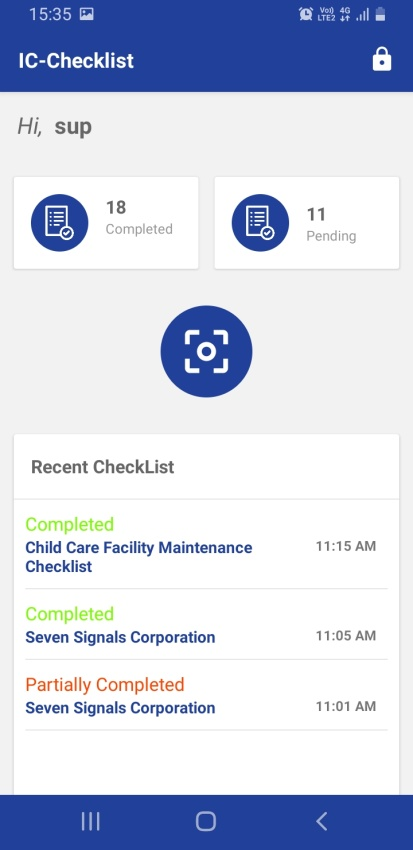 15:35
Vo)) 4G
LTE2
IC-Checklist
Hi, sup
18
Completed
11
Pending
Recent CheckList
Completed
Child Care Facility Maintenance
Checklist
11:15 AM
Completed
Seven Signals Corporation
11:05 AM
Partially Completed
Seven Signals Corporation
11:01 AM